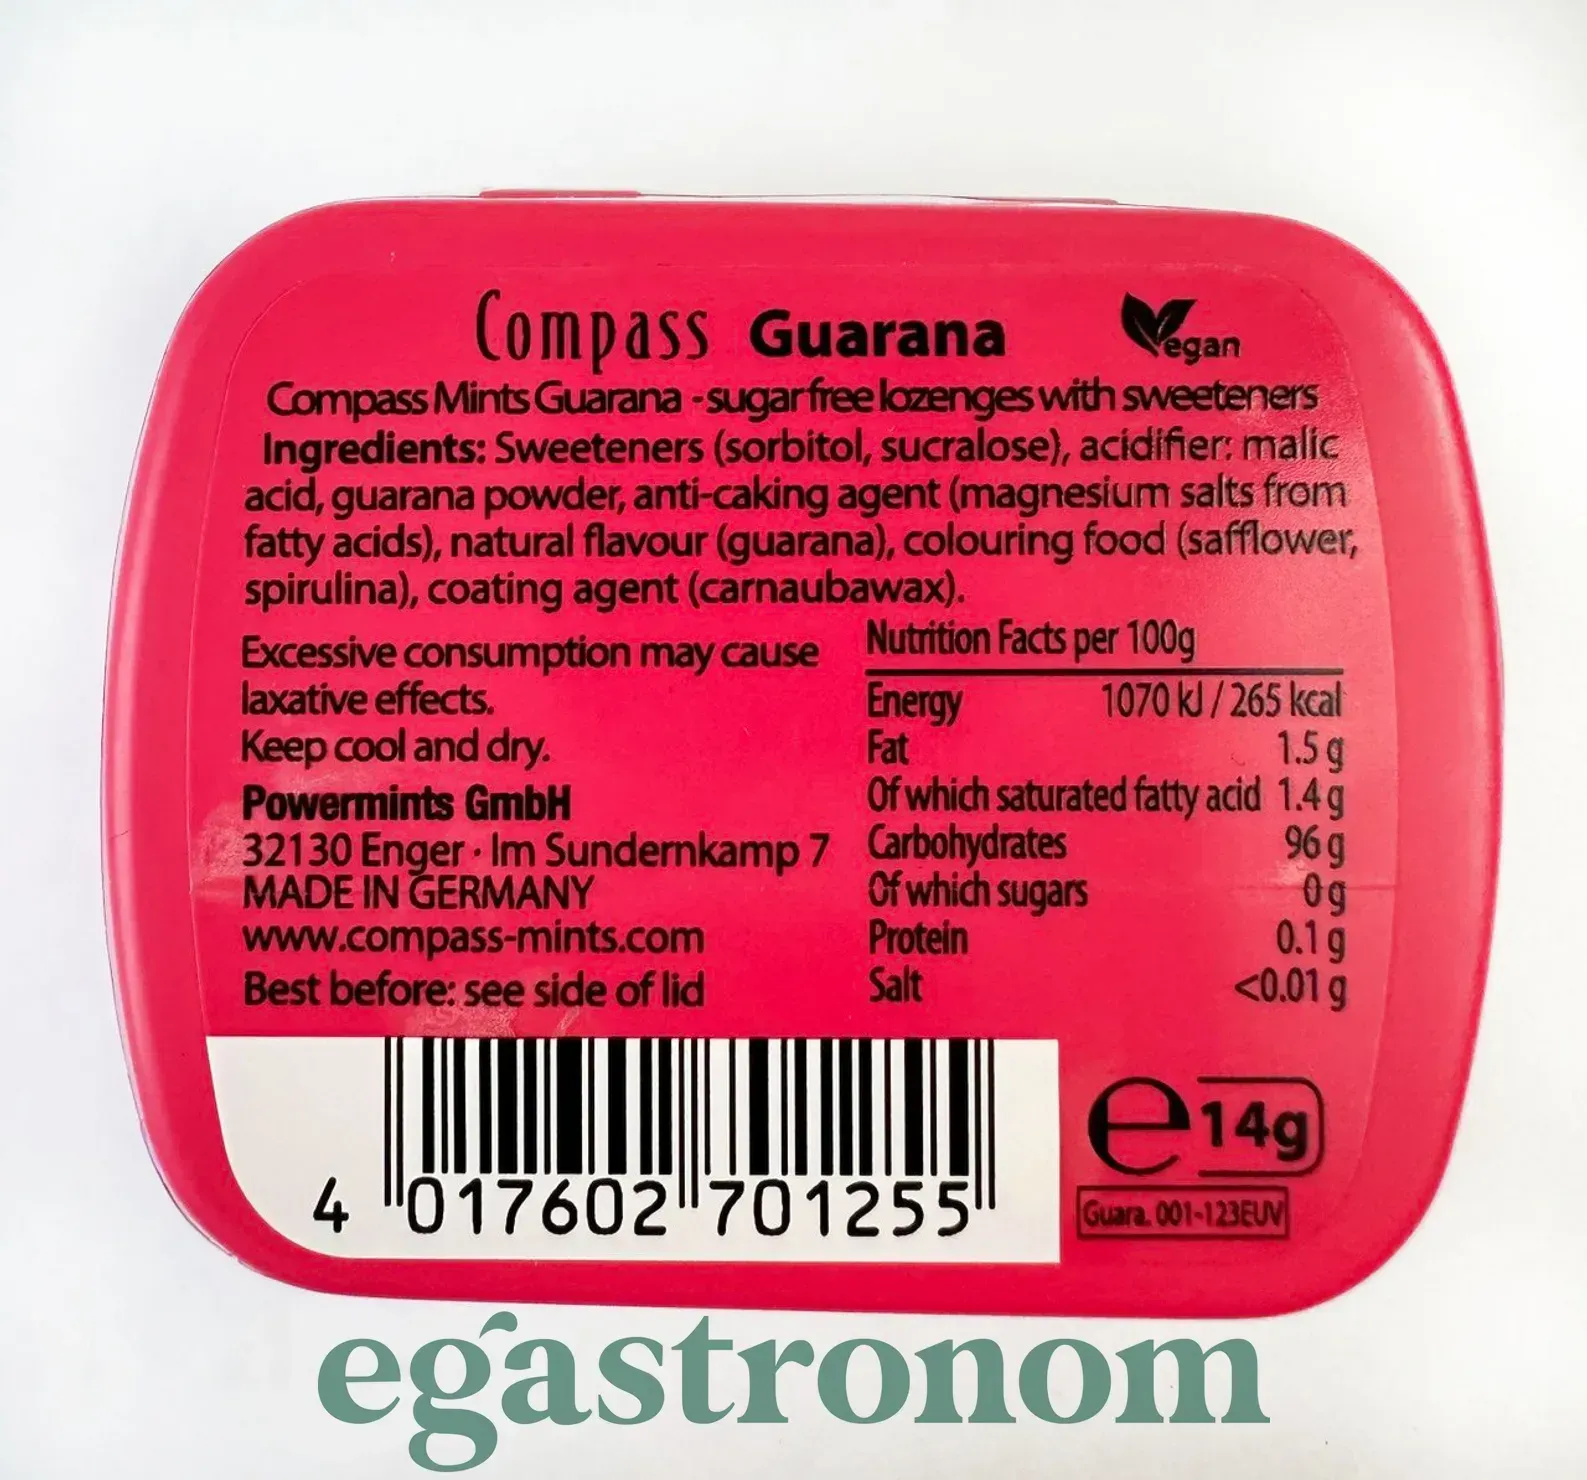 Compass Guarana Vegan
Compass Mints Guarana - sugarfree lozenges with sweeteners
Ingredients: Sweeteners (sorbitol, sucralose), acidifier: malic
acid, guarana powder, anti-caking agent (magnesium salts from
fatty acids), natural flavour (guarana), colouring food (safflower,
spirulina), coating agent (carnaubawax).
Excessive consumption may cause
laxative effects.
Keep cool and dry.
Powermints GmbH
32130 Enger · Im Sundernkamp 7
MADE IN GERMANY
www.compass-mints.com
Best before: see side of lid
Nutrition Facts per 100g
Energy 1070 kJ / 265 kcal
Fat 1.5 g
Of which saturated fatty acid 1.4 g
Carbohydrates 96 g
Of which sugars 0 g
Protein 0.1 g
Salt <0.01 g
4 017602 701255
e 14g
Guara. 001-123EUV
egastronom